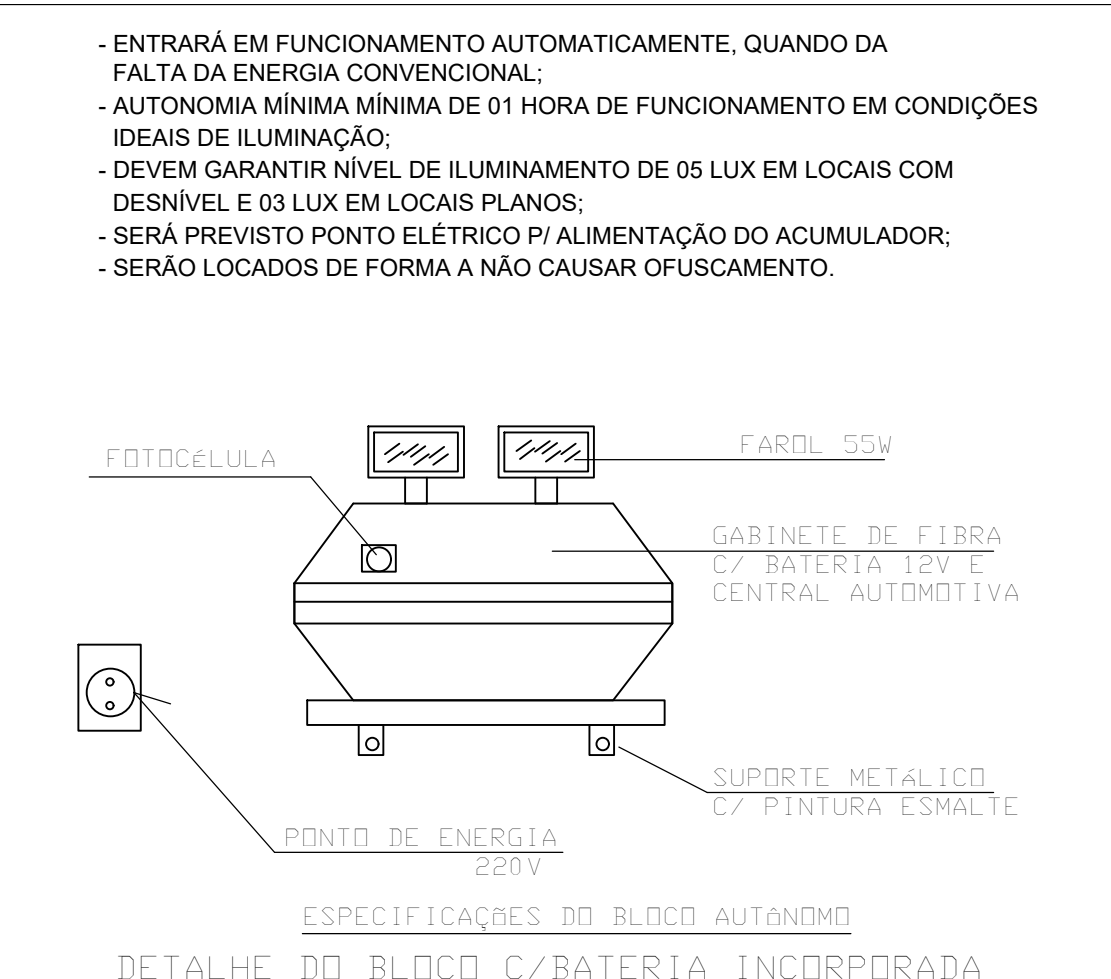 - ENTRARÁ EM FUNCIONAMENTO AUTOMATICAMENTE, QUANDO DA
FALTA DA ENERGIA CONVENCIONAL;
- AUTONOMIA MÍNIMA MÍNIMA DE 01 HORA DE FUNCIONAMENTO EM CONDIÇÕES
IDEAIS DE ILUMINAÇÃO;
- DEVEM GARANTIR NÍVEL DE ILUMINAMENTO DE 05 LUX EM LOCAIS COM
DESNÍVEL E 03 LUX EM LOCAIS PLANOS;
- SERÁ PREVISTO PONTO ELÉTRICO P/ ALIMENTAÇÃO DO ACUMULADOR;
- SERÃO LOCADOS DE FORMA A NÃO CAUSAR OFUSCAMENTO.
FOTOCéLULA
FAROL 55W
GABINETE DE FIBRA
C/ BATERIA 12V E
CENTRAL AUTOMOTIVA
SUPORTE METáLICO
C/ PINTURA ESMALTE
PONTO DE ENERGIA
220V
ESPECIFICAÇõES DO BLOCO AUTôNOMO
DETALHE DO BLOCO C/BATERIA INCORPORADA